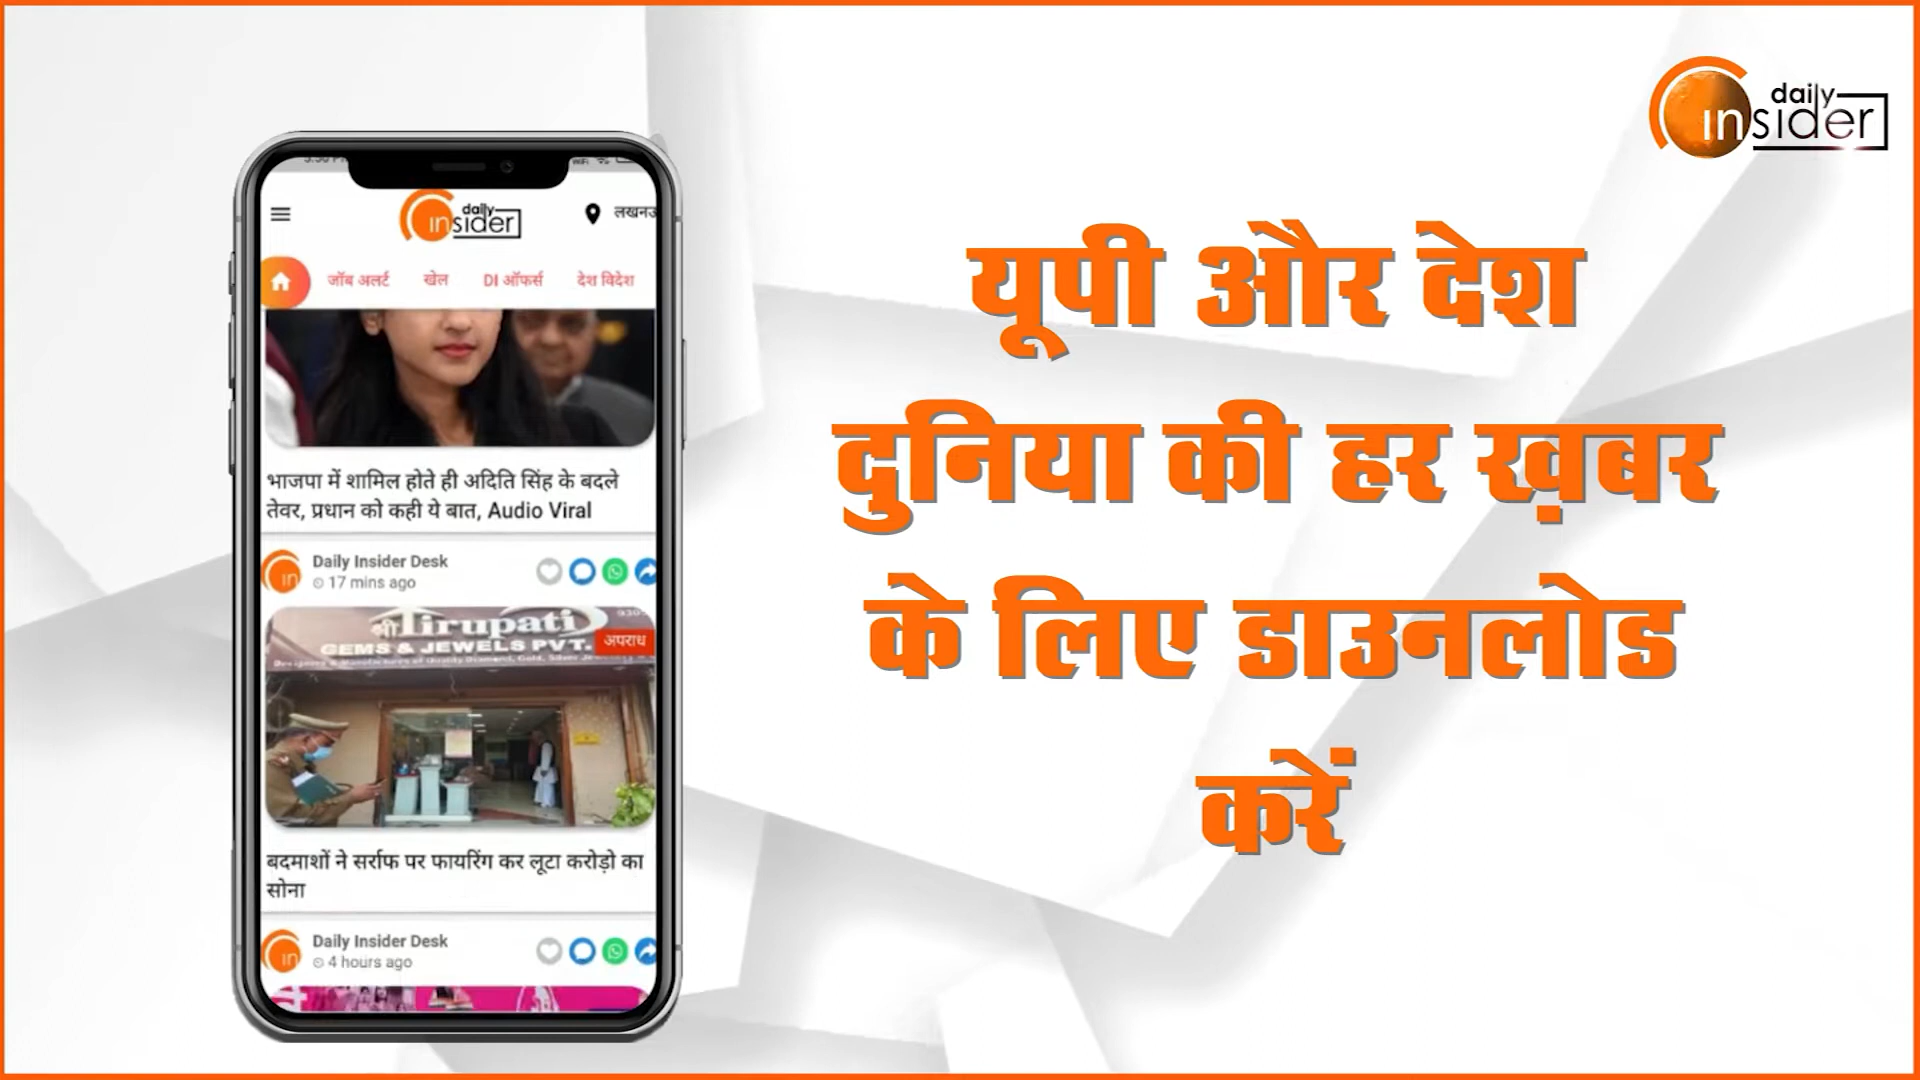 daily
insider
यूपी और देश
दुनिया की हर ख़बर
के लिए डाउनलोड
करें
daily
insider
जॉब अलर्ट
खेल
DI ऑफर्स
देश विदेश
भाजपा में शामिल होते ही अदिति सिंह के बदले
तेवर, प्रधान को कही ये बात, Audio Viral
Daily Insider Desk
17 mins ago
श्री Tirupati
GEMS & JEWELS PVT.
अपराध
बदमाशों ने सर्राफ पर फायरिंग कर लूटा करोड़ो का
सोना
Daily Insider Desk
4 hours ago